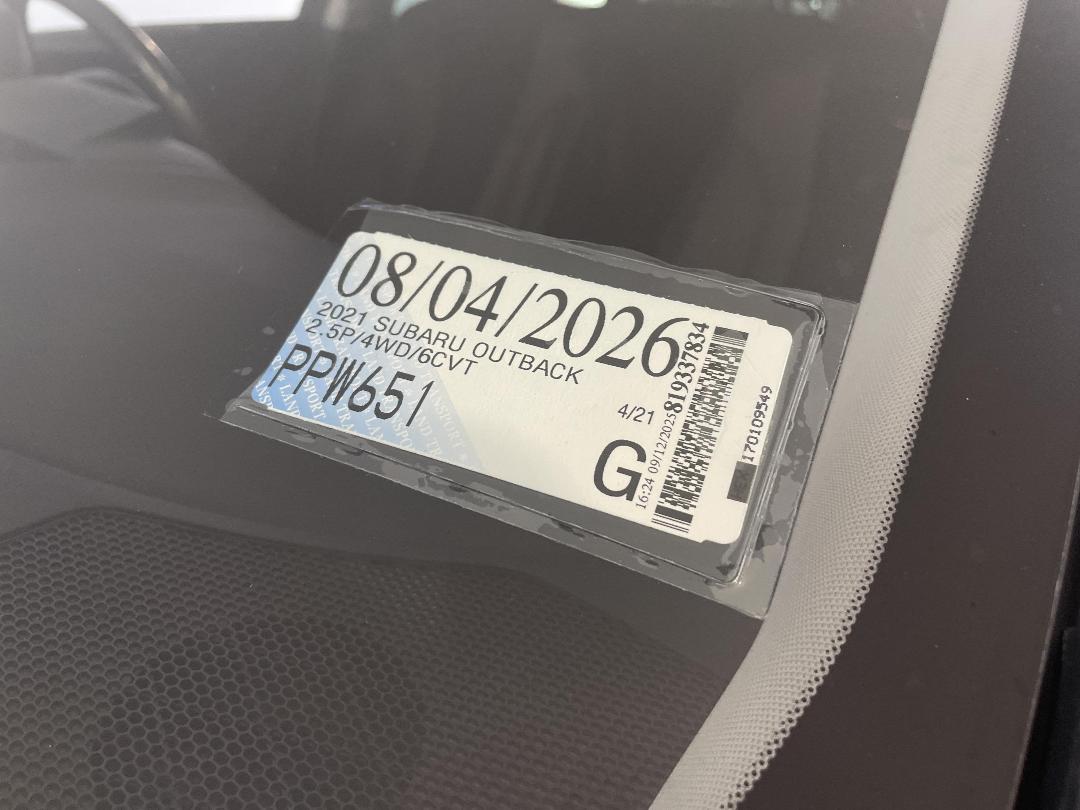 08/04/2026
2021 SUBARU OUTBACK
2.5P/4WD/6CVT
PPW651
4/21
G
16:24 09/12/2025
819337834
170109549